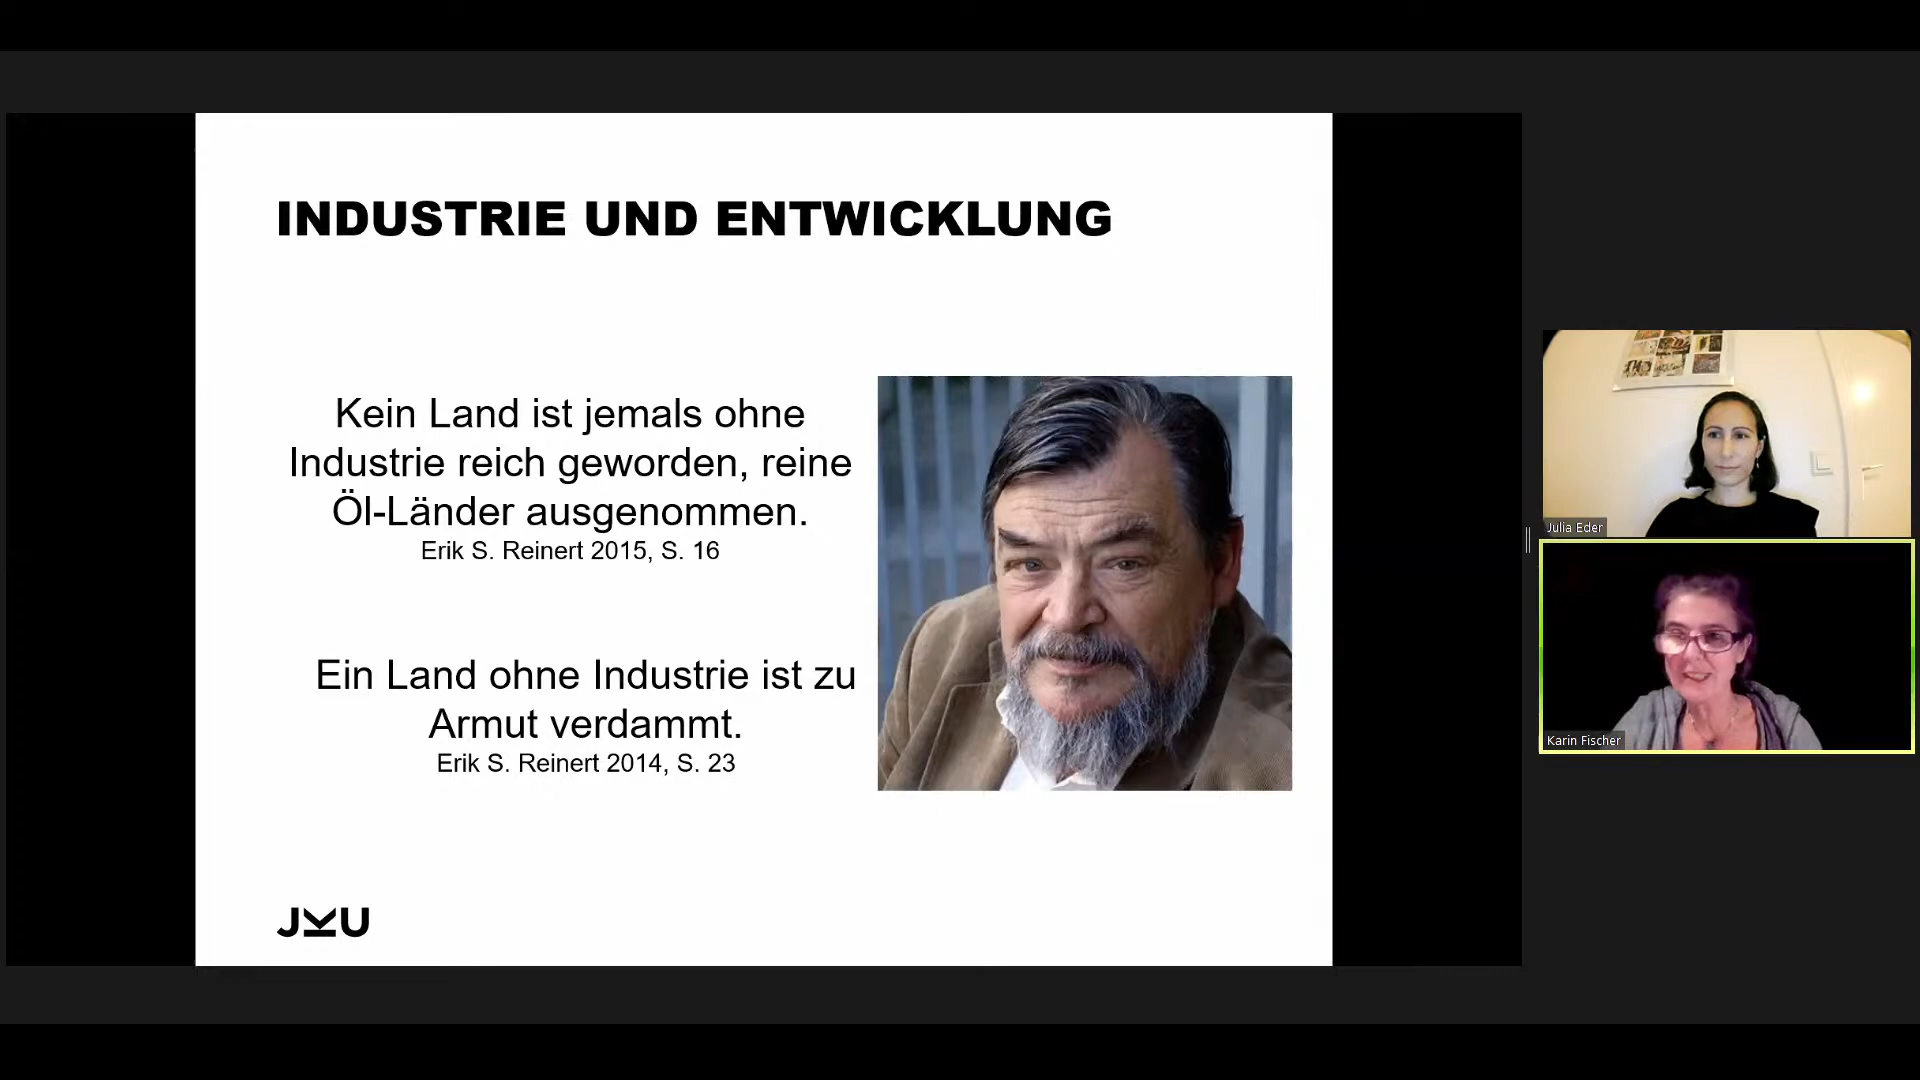 INDUSTRIE UND ENTWICKLUNG
Kein Land ist jemals ohne
Industrie reich geworden, reine
Öl-Länder ausgenommen.
Erik S. Reinert 2015, S. 16
Ein Land ohne Industrie ist zu
Armut verdammt.
Erik S. Reinert 2014, S. 23
JKU
Julia Eder
Karin Fischer